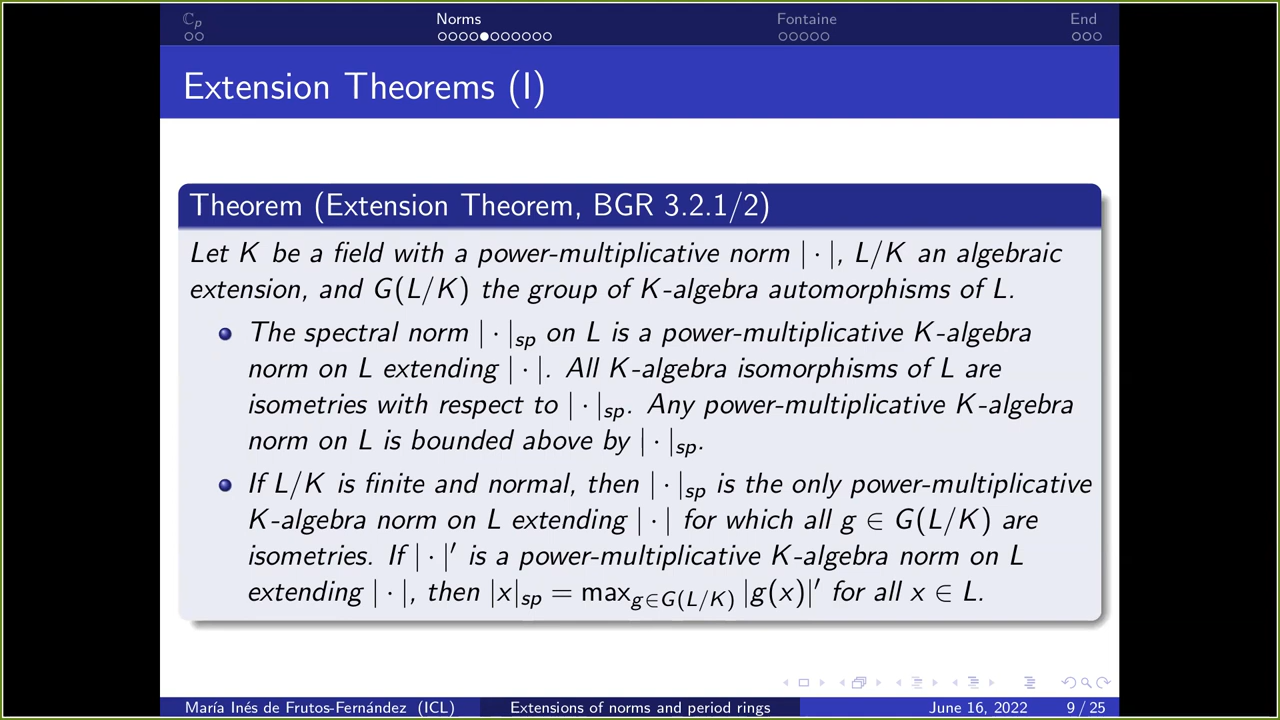 ℂp Norms Fontaine End
Extension Theorems (I)
Theorem (Extension Theorem, BGR 3.2.1/2)
Let K be a field with a power-multiplicative norm | · |, L/K an algebraic
extension, and G(L/K) the group of K-algebra automorphisms of L.
The spectral norm | · |sp on L is a power-multiplicative K-algebra
norm on L extending | · |. All K-algebra isomorphisms of L are
isometries with respect to | · |sp. Any power-multiplicative K-algebra
norm on L is bounded above by | · |sp.
If L/K is finite and normal, then | · |sp is the only power-multiplicative
K-algebra norm on L extending | · | for which all g ∈ G(L/K) are
isometries. If | · |′ is a power-multiplicative K-algebra norm on L
extending | · |, then |x|sp = maxg∈G(L/K) |g(x)|′ for all x ∈ L.
María Inés de Frutos-Fernández (ICL) Extensions of norms and period rings June 16, 2022 9 / 25